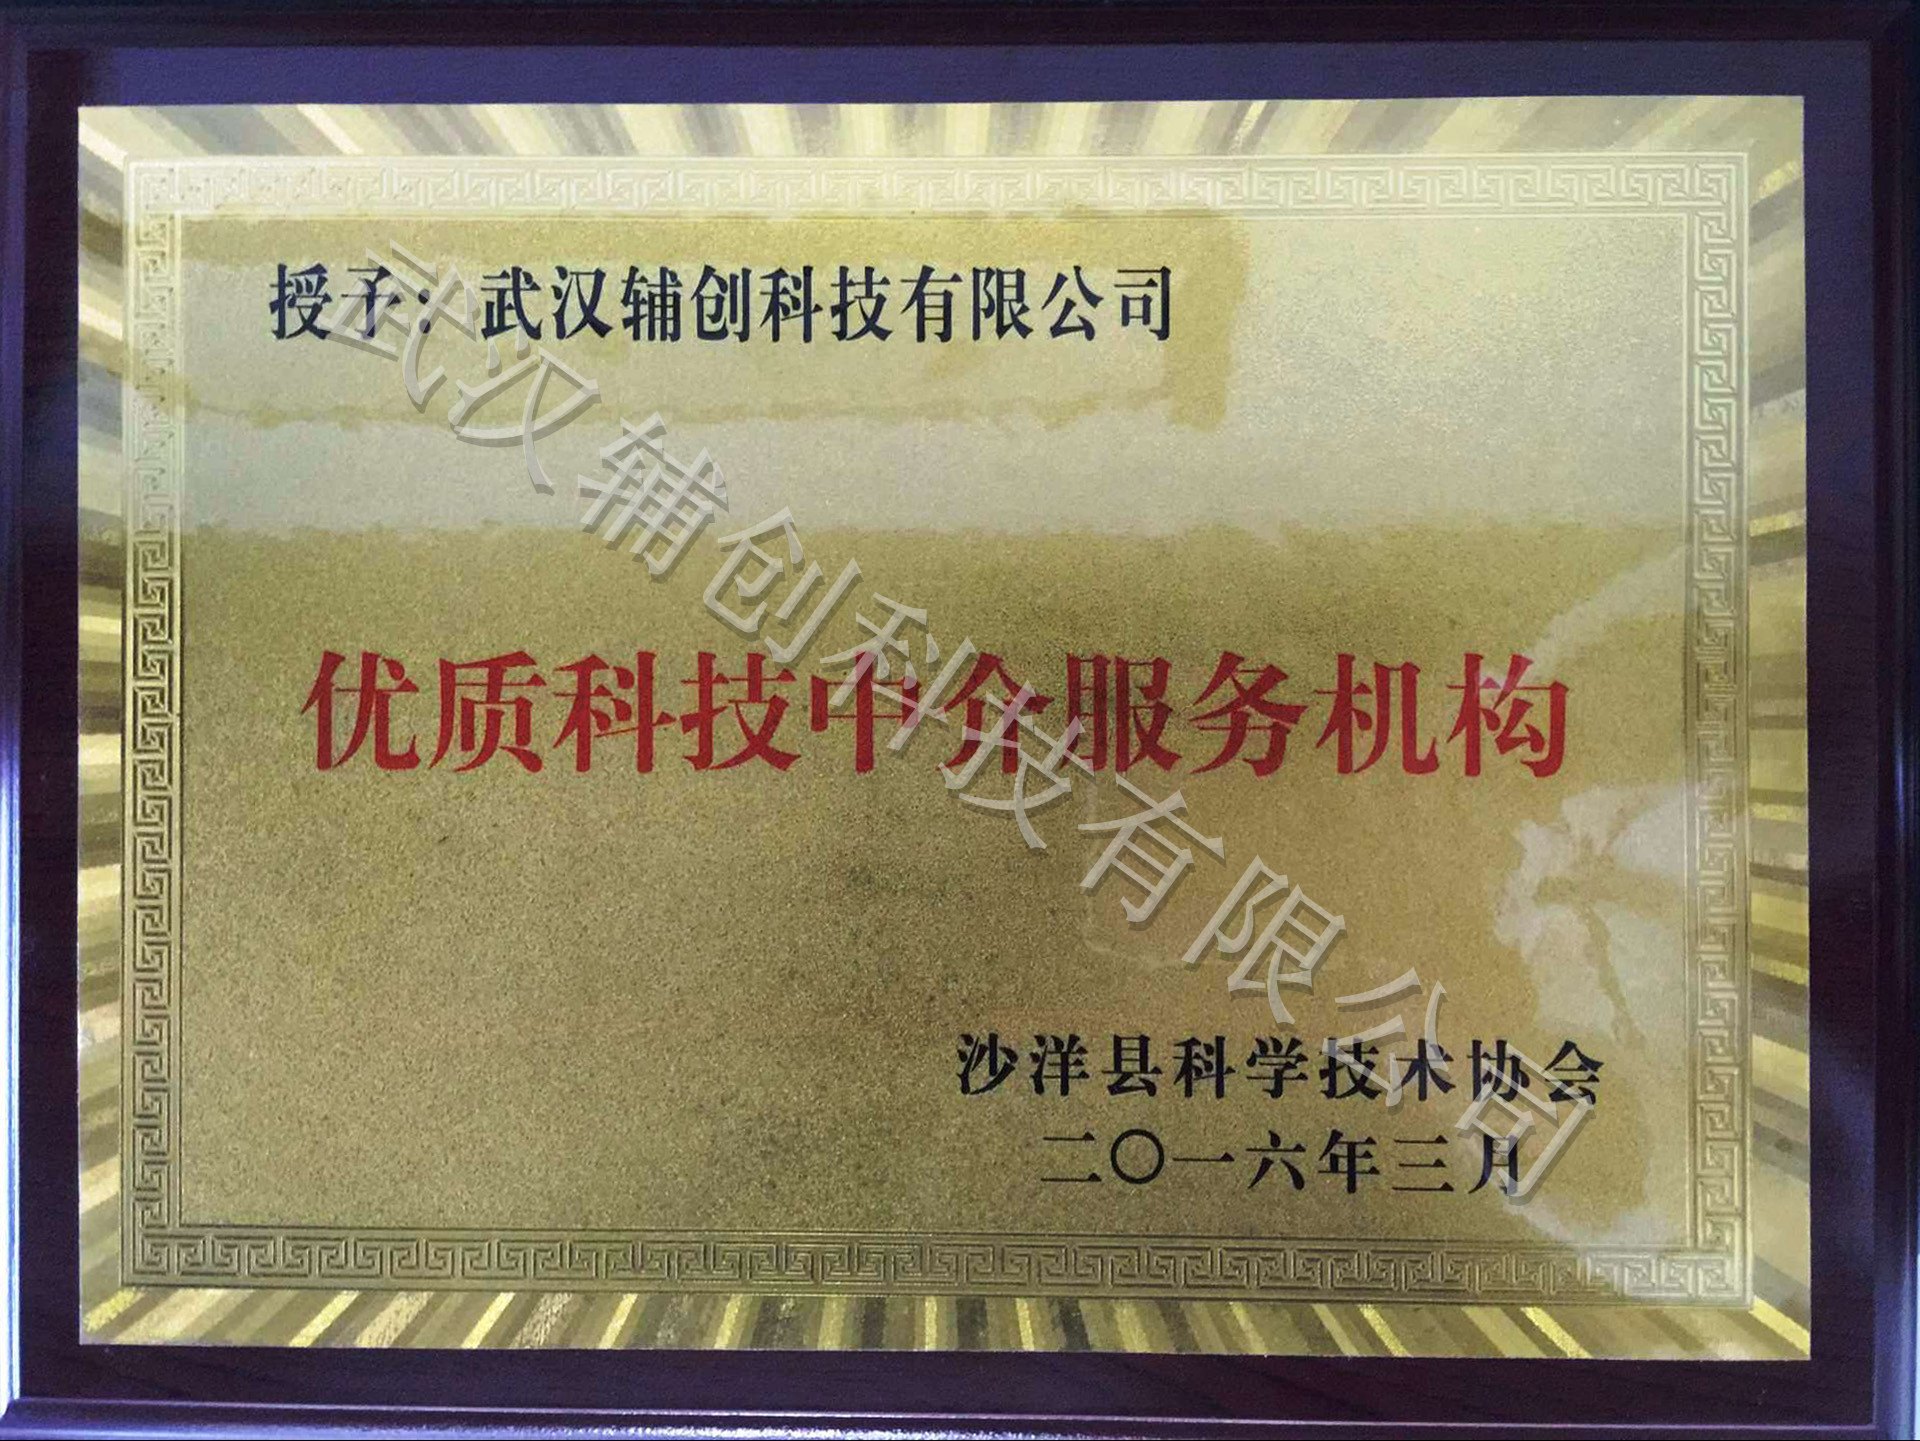 授予：武汉辅创科技有限公司
优质科技中介服务机构
沙洋县科学技术协会
二〇一六年三月
武汉辅创科技有限公司